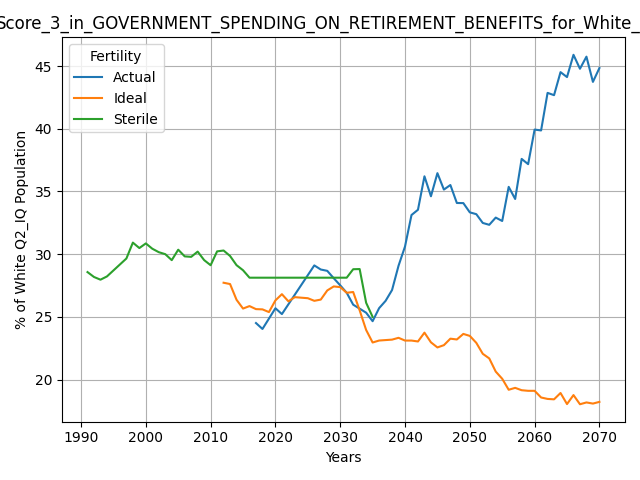 Score_3_in_GOVERNMENT_SPENDING_ON_RETIREMENT_BENEFITS_for_White_
Fertility
Actual
Ideal
Sterile
% of White Q2_IQ Population
45
40
35
30
25
20
1990 2000 2010 2020 2030 2040 2050 2060 2070
Years